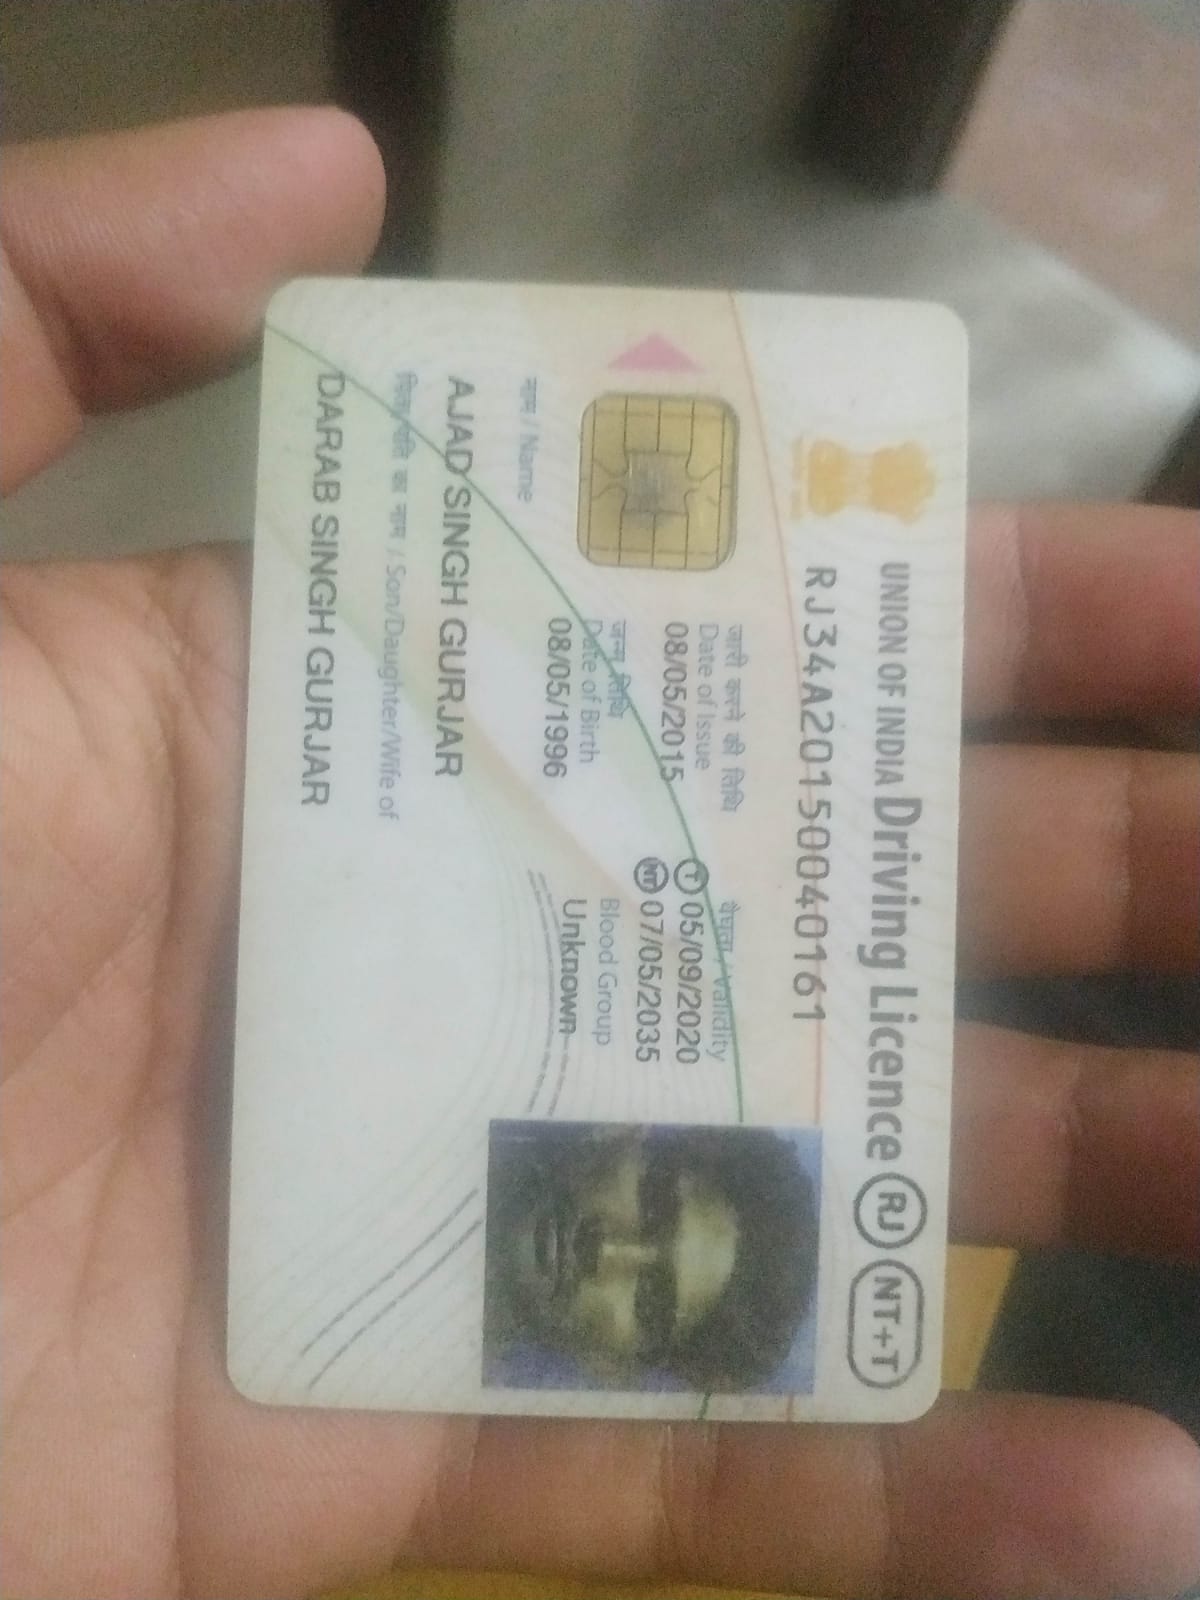 UNION OF INDIA Driving Licence RJ NT+T
RJ34A20150040161
जारी करने की तिथि
Date of Issue
08/05/2015
वैधता / Validity
T 05/09/2020
NT 07/05/2035
जन्म तिथि
Date of Birth
08/05/1996
Blood Group
Unknown
नाम / Name
AJAD SINGH GURJAR
पिता/पति का नाम / Son/Daughter/Wife of
DARAB SINGH GURJAR